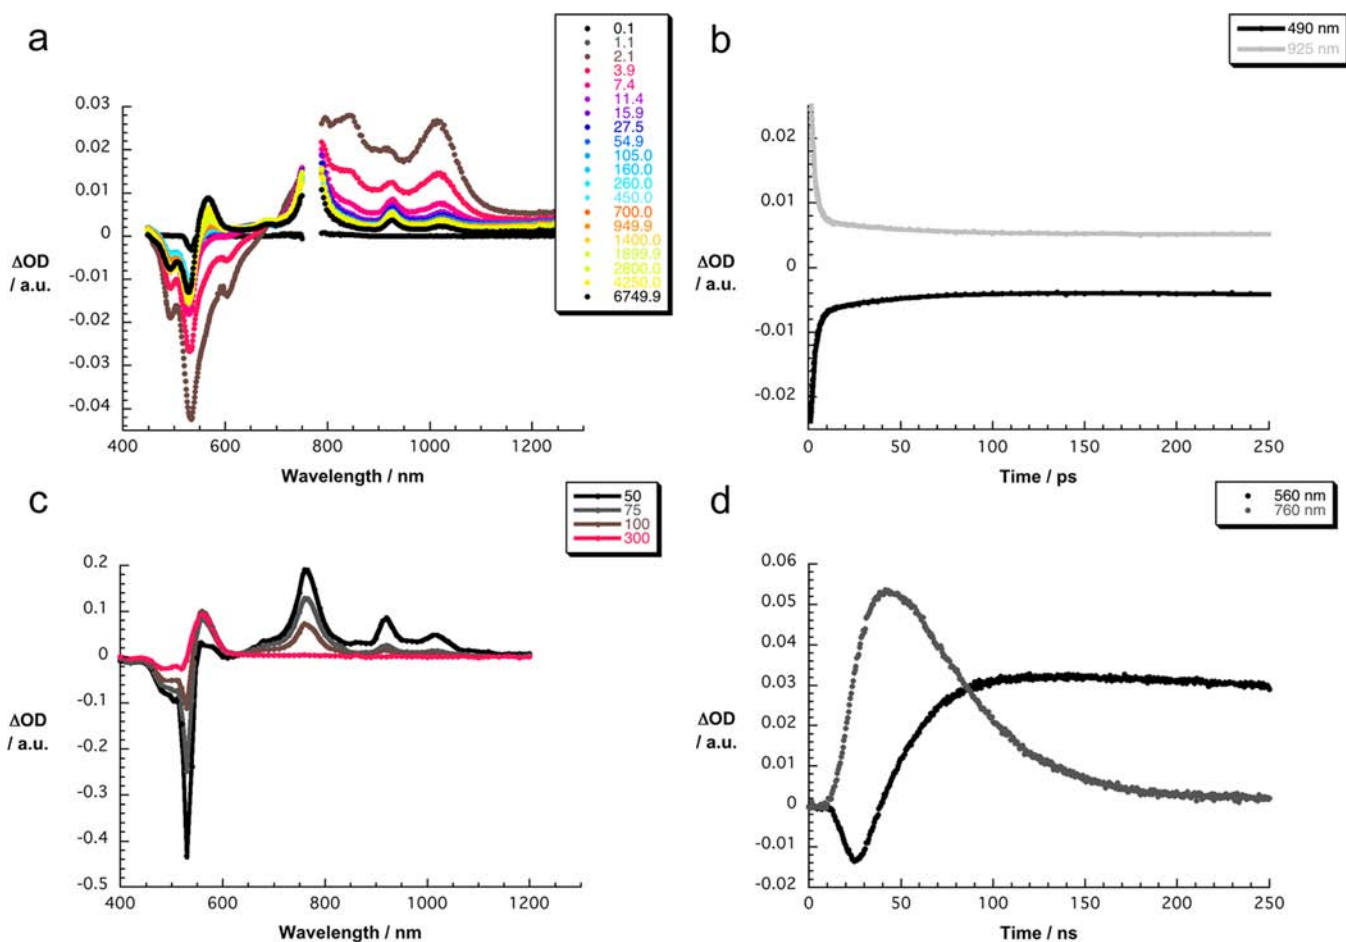 a
0.1
1.1
2.1
3.9
7.4
11.4
15.9
27.5
54.9
105.0
160.0
260.0
450.0
700.0
949.9
1400.0
1899.9
2800.0
4250.0
6749.9
0.03
0.02
0.01
0
-0.01
-0.02
-0.03
-0.04
ΔOD
/ a.u.
400 600 800 1000 1200
Wavelength / nm
b
490 nm
925 nm
0.02
0.01
0
-0.01
-0.02
ΔOD
/ a.u.
0 50 100 150 200 250
Time / ps
c
50
75
100
300
0.2
0.1
0
-0.1
-0.2
-0.3
-0.4
-0.5
ΔOD
/ a.u.
400 600 800 1000 1200
Wavelength / nm
d
560 nm
760 nm
0.06
0.05
0.04
0.03
0.02
0.01
0
-0.01
-0.02
ΔOD
/ a.u.
0 50 100 150 200 250
Time / ns